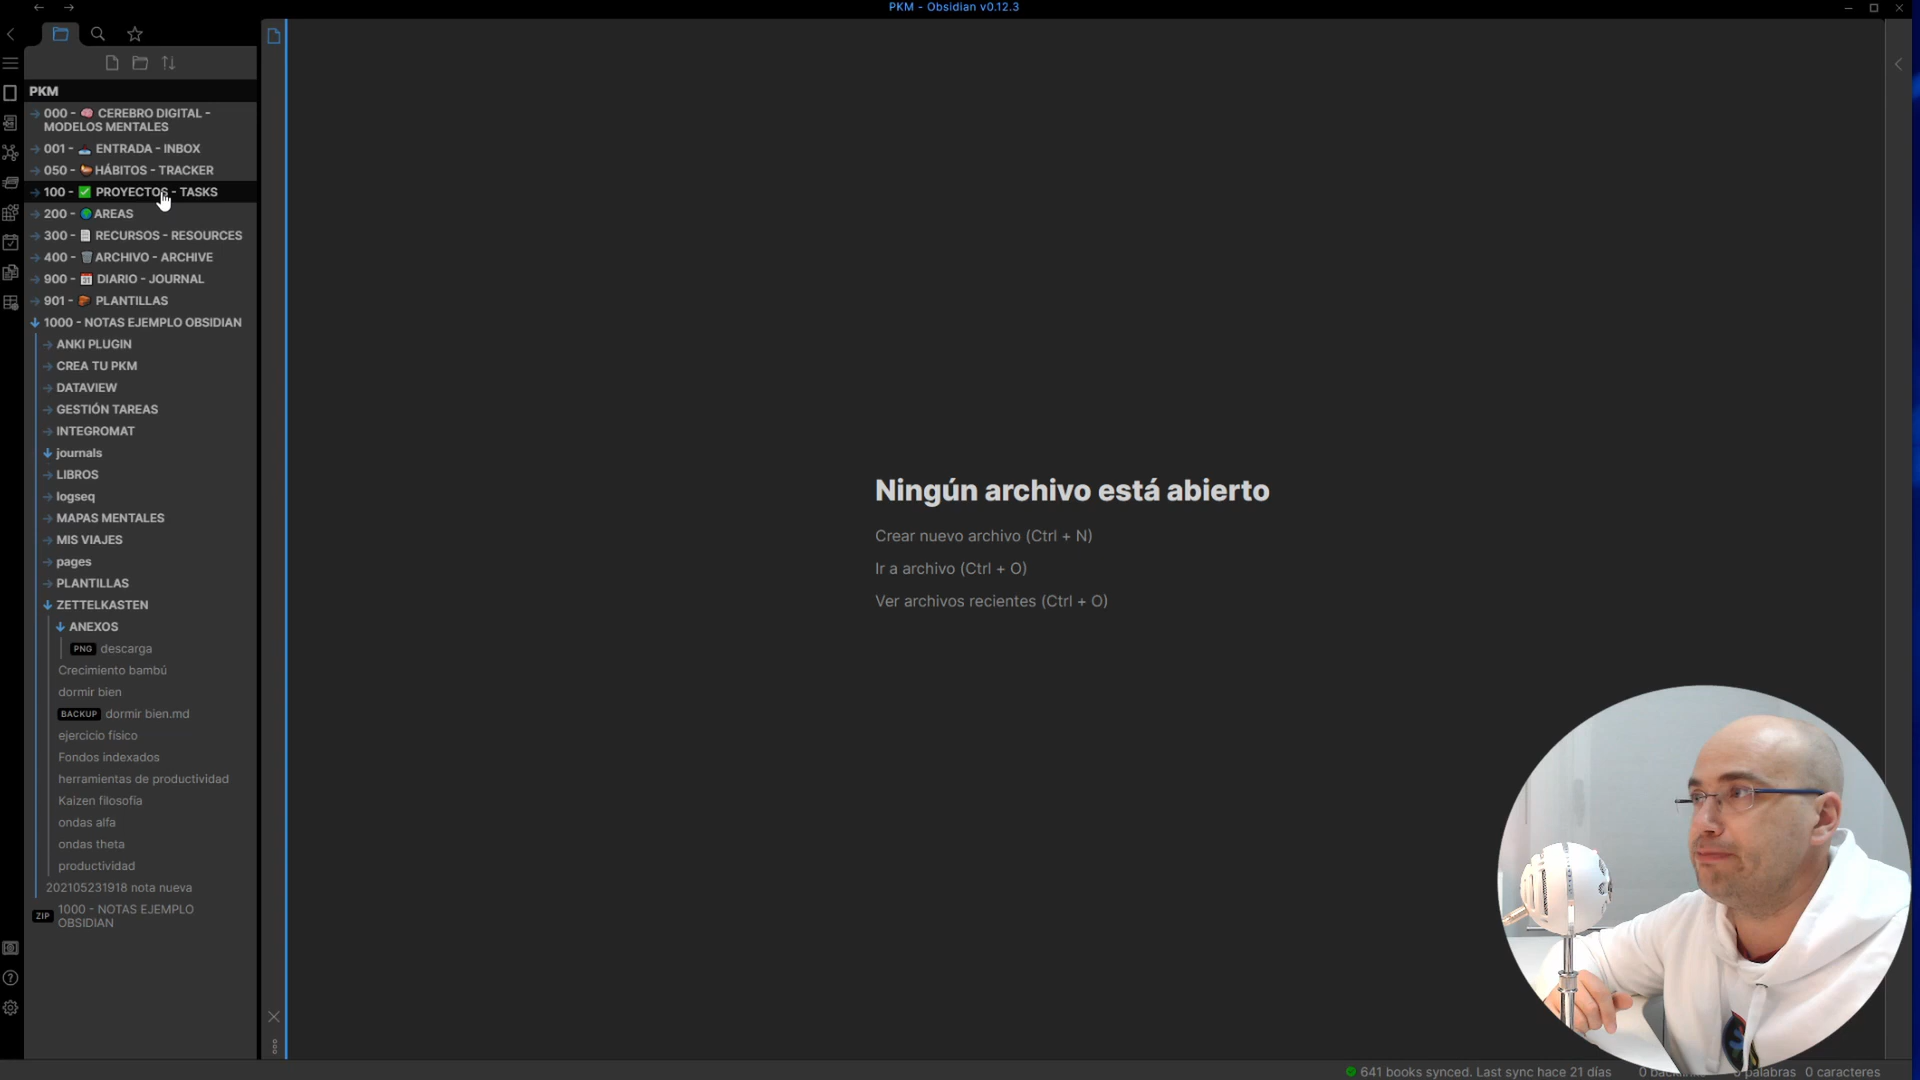 PKM - Obsidian v0.12.3
PKM
000 - 🧠 CEREBRO DIGITAL -
MODELOS MENTALES
001 - 📥 ENTRADA - INBOX
050 - HÁBITOS - TRACKER
100 - ✅ PROYECTOS - TASKS
200 - AREAS
300 - RECURSOS - RESOURCES
400 - ARCHIVO - ARCHIVE
900 - DIARIO - JOURNAL
901 - PLANTILLAS
1000 - NOTAS EJEMPLO OBSIDIAN
ANKI PLUGIN
CREA TU PKM
DATAVIEW
GESTIÓN TAREAS
INTEGROMAT
journals
LIBROS
logseq
MAPAS MENTALES
MIS VIAJES
pages
PLANTILLAS
ZETTELKASTEN
ANEXOS
PNG descarga
Crecimiento bambú
dormir bien
BACKUP dormir bien.md
ejercicio físico
Fondos indexados
herramientas de productividad
Kaizen filosofía
ondas alfa
ondas theta
productividad
202105231918 nota nueva
ZIP 1000 - NOTAS EJEMPLO
OBSIDIAN
Ningún archivo está abierto
Crear nuevo archivo (Ctrl + N)
Ir a archivo (Ctrl + O)
Ver archivos recientes (Ctrl + O)
641 books synced. Last sync hace 21 días
palabras 0 caracteres